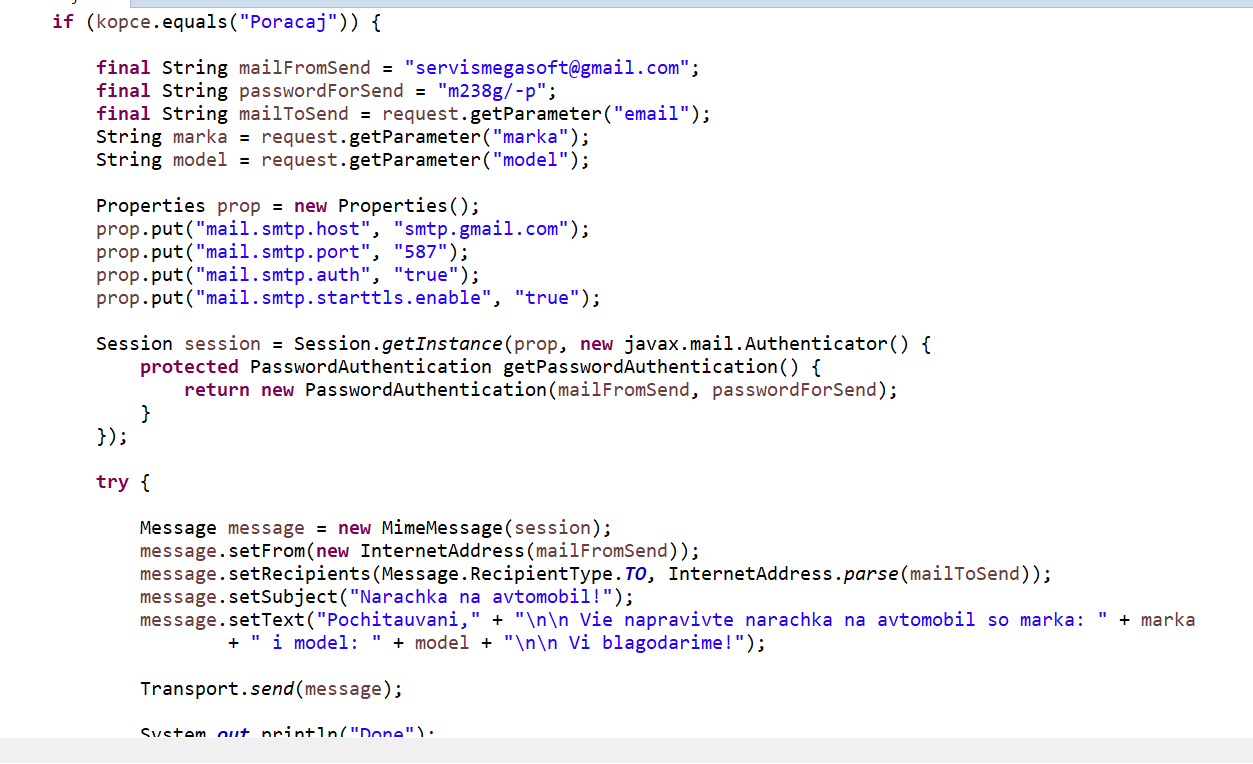 if (kopce.equals("Poracaj")) {
final String mailFromSend = "servismegasoft@gmail.com";
final String passwordForSend = "m238g/-p";
final String mailToSend = request.getParameter("email");
String marka = request.getParameter("marka");
String model = request.getParameter("model");
Properties prop = new Properties();
prop.put("mail.smtp.host", "smtp.gmail.com");
prop.put("mail.smtp.port", "587");
prop.put("mail.smtp.auth", "true");
prop.put("mail.smtp.starttls.enable", "true");
Session session = Session.getInstance(prop, new javax.mail.Authenticator() {
protected PasswordAuthentication getPasswordAuthentication() {
return new PasswordAuthentication(mailFromSend, passwordForSend);
}
});
try {
Message message = new MimeMessage(session);
message.setFrom(new InternetAddress(mailFromSend));
message.setRecipients(Message.RecipientType.TO, InternetAddress.parse(mailToSend));
message.setSubject("Narachka na avtomobil!");
message.setText("Pochitauvani," + "\n\n Vie napravivte narachka na avtomobil so marka: " + marka
+ " i model: " + model + "\n\n Vi blagodarime!");
Transport.send(message);
System.out.println("Done");